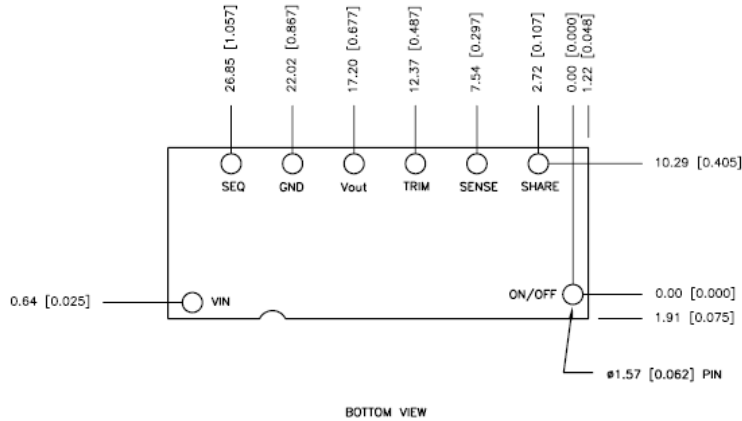 26.85 [1.057]
22.02 [0.867]
17.20 [0.677]
12.37 [0.487]
7.54 [0.297]
2.72 [0.107]
0.00 [0.000]
1.22 [0.048]
SEQ
GND
Vout
TRIM
SENSE
SHARE
10.29 [0.405]
0.64 [0.025]
VIN
ON/OFF
0.00 [0.000]
1.91 [0.075]
ø1.57 [0.062] PIN
BOTTOM VIEW